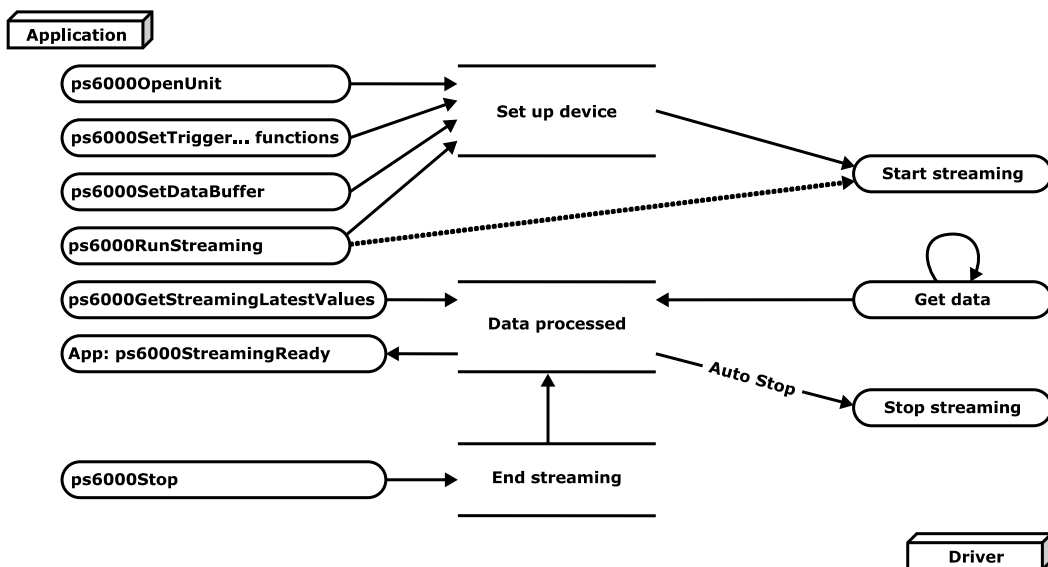 Application
ps6000OpenUnit
ps6000SetTrigger... functions
Set up device
ps6000SetDataBuffer
Start streaming
ps6000RunStreaming
ps6000GetStreamingLatestValues
Get data
Data processed
App: ps6000StreamingReady
Auto Stop
Stop streaming
ps6000Stop
End streaming
Driver